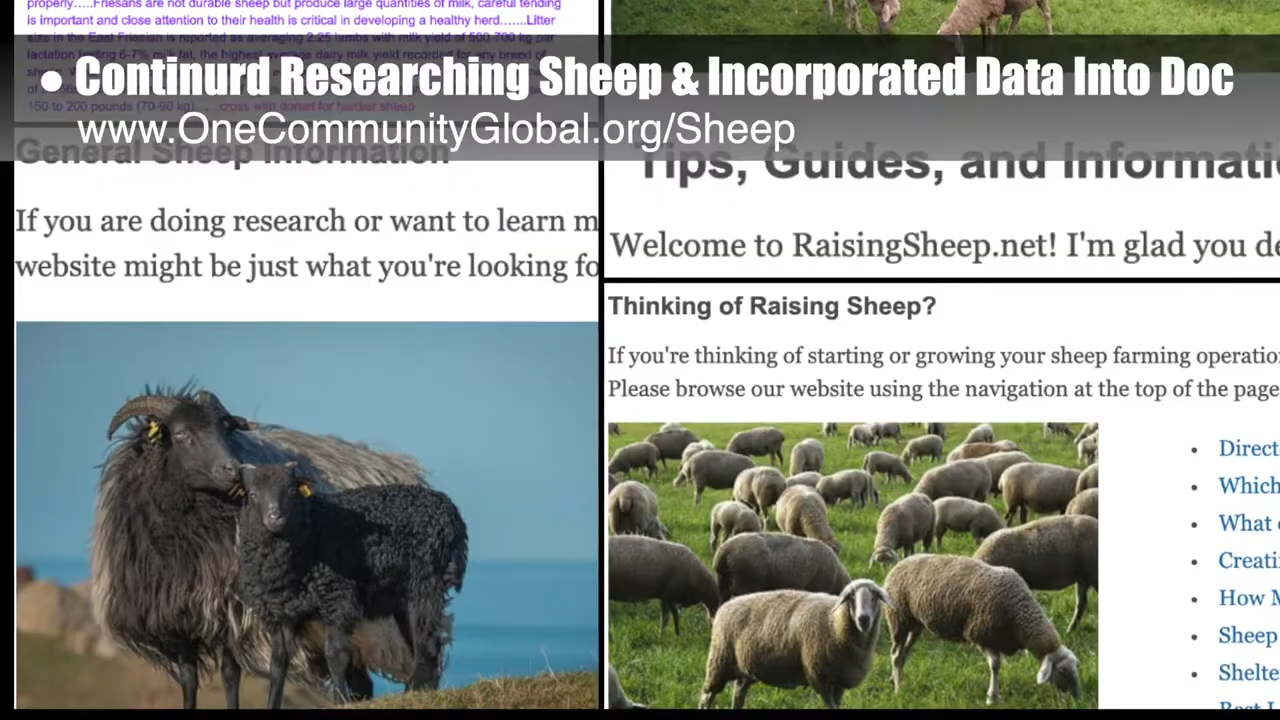 properly…..Friesans are not durable sheep but produce large quantities of milk, careful tending
is important and close attention to their health is critical in developing a healthy herd…….Litter
size in the East Friesian is reported as averaging 2.25 lambs with milk yield of 500-700 kg per
lactation testing 6-7% milk fat, the highest average dairy milk yield recorded for any breed of
150 to 200 pounds (70-90 kg) .....cross with dorset for hardier sheep
• Continurd Researching Sheep & Incorporated Data Into Doc
www.OneCommunityGlobal.org/Sheep
General Sheep Information
If you are doing research or want to learn m
website might be just what you're looking fo
Tips, Guides, and Informati
Welcome to RaisingSheep.net! I'm glad you de
Thinking of Raising Sheep?
If you're thinking of starting or growing your sheep farming operatio
Please browse our website using the navigation at the top of the page
• Direct
• Which
• What
• Creati
• How M
• Sheep
• Shelte
Best L